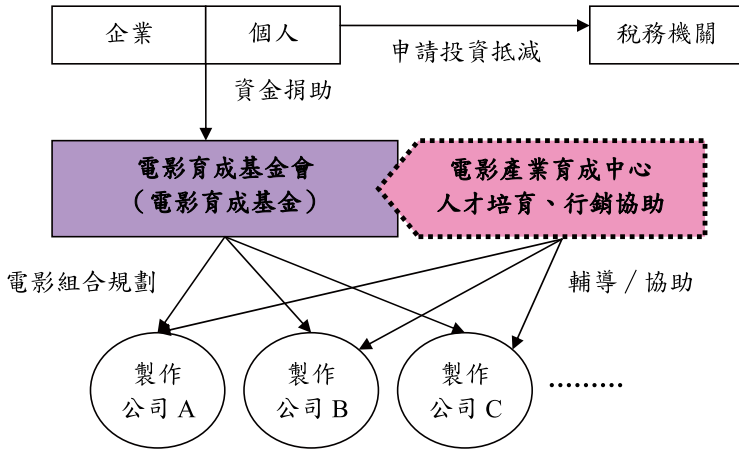 企業
個人
申請投資抵減
稅務機關
資金捐助
電影育成基金會
（電影育成基金）
電影產業育成中心
人才培育、行銷協助
電影組合規劃
輔導／協助
製作
公司 A
製作
公司 B
製作
公司 C
………